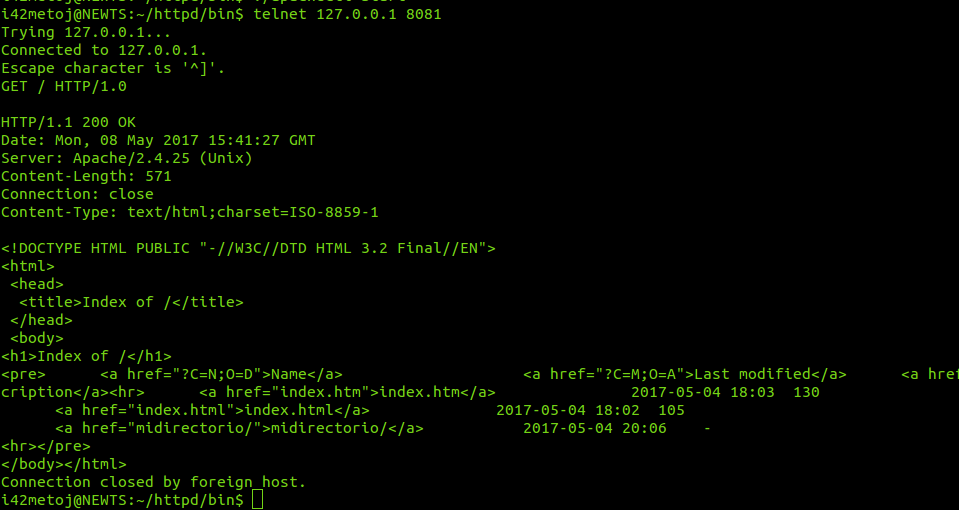 i42metoj@NEWTS:~/httpd/bin$ telnet 127.0.0.1 8081
Trying 127.0.0.1...
Connected to 127.0.0.1.
Escape character is '^]'.
GET / HTTP/1.0

HTTP/1.1 200 OK
Date: Mon, 08 May 2017 15:41:27 GMT
Server: Apache/2.4.25 (Unix)
Content-Length: 571
Connection: close
Content-Type: text/html;charset=ISO-8859-1

<!DOCTYPE HTML PUBLIC "-//W3C//DTD HTML 3.2 Final//EN">
<html>
 <head>
  <title>Index of /</title>
 </head>
 <body>
<h1>Index of /</h1>
<pre>      <a href="?C=N;O=D">Name</a>                    <a href="?C=M;O=A">Last modified</a>      <a href
cription</a><hr>      <a href="index.htm">index.htm</a>               2017-05-04 18:03  130
      <a href="index.html">index.html</a>              2017-05-04 18:02  105
      <a href="midirectorio/">midirectorio/</a>           2017-05-04 20:06    -
<hr></pre>
</body></html>
Connection closed by foreign host.
i42metoj@NEWTS:~/httpd/bin$